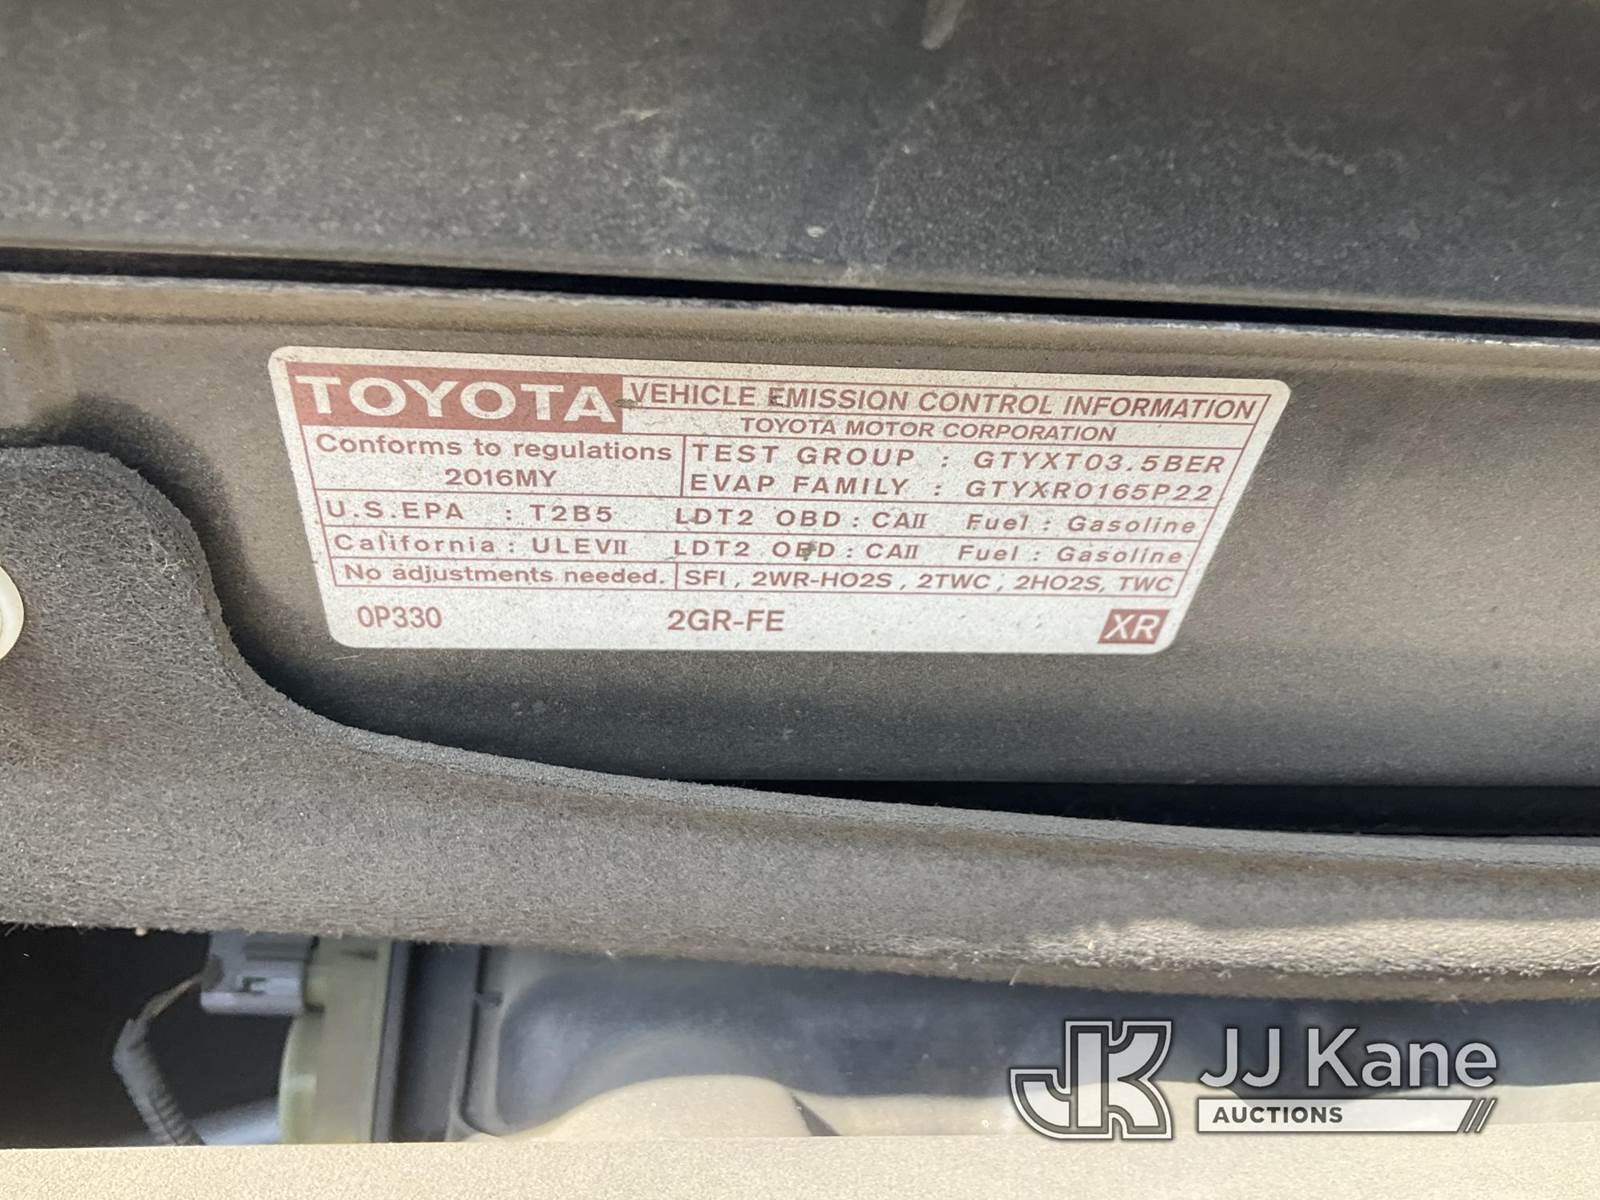 TOYOTA VEHICLE EMISSION CONTROL INFORMATION
TOYOTA MOTOR CORPORATION
Conforms to regulations
2016MY
TEST GROUP : GTYXT03.5BER
EVAP FAMILY : GTYXR0165P22
U.S.EPA : T2B5 LDT2 OBD : CAII Fuel : Gasoline
California : ULEVII LDT2 OBD : CAII Fuel : Gasoline
No adjustments needed. SFI , 2WR-HO2S , 2TWC , 2HO2S, TWC
0P330 2GR-FE XR
JK JJ Kane
AUCTIONS